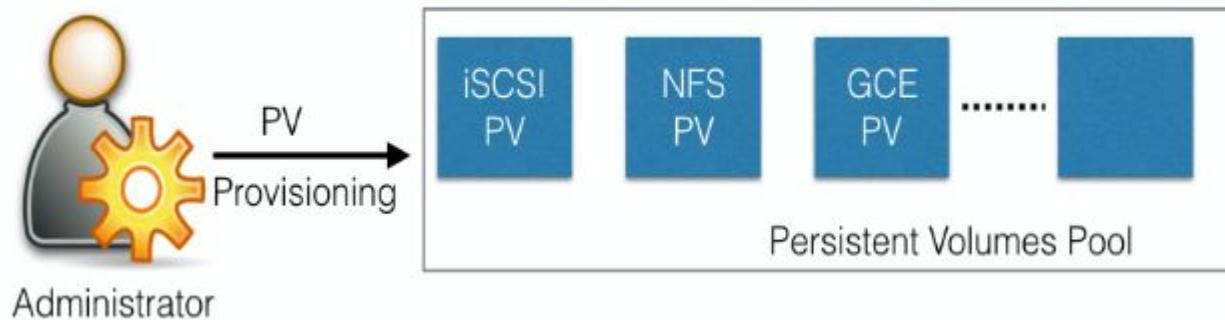 PV
Provisioning
Administrator
iSCSI
PV
NFS
PV
GCE
PV
Persistent Volumes Pool